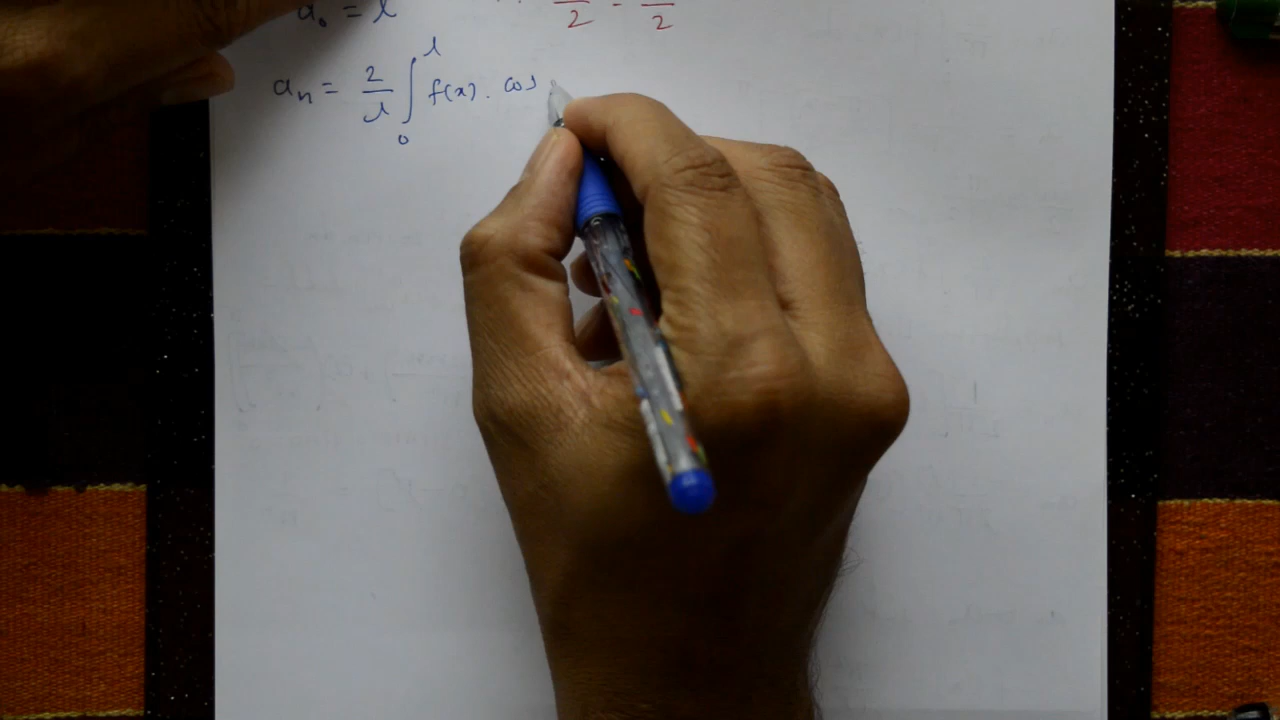 a₀ = l
2 - 2
aₙ = 2/l ∫₀ˡ f(x) . cos